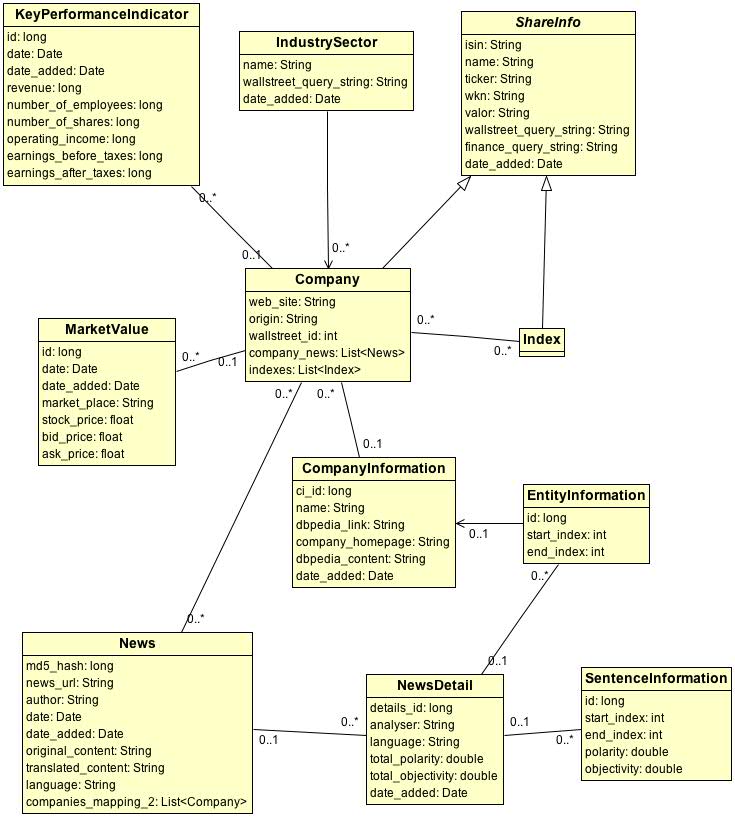 KeyPerformanceIndicator
id: long
date: Date
date_added: Date
revenue: long
number_of_employees: long
number_of_shares: long
operating_income: long
earnings_before_taxes: long
earnings_after_taxes: long
IndustrySector
name: String
wallstreet_query_string: String
date_added: Date
ShareInfo
isin: String
name: String
ticker: String
wkn: String
valor: String
wallstreet_query_string: String
finance_query_string: String
date_added: Date
0..*
0..1
0..*
Company
web_site: String
origin: String
wallstreet_id: int
company_news: List<News>
indexes: List<Index>
0..*
0..*
Index
MarketValue
id: long
date: Date
date_added: Date
market_place: String
stock_price: float
bid_price: float
ask_price: float
0..*
0..1
0..*
0..*
0..1
CompanyInformation
ci_id: long
name: String
dbpedia_link: String
company_homepage: String
dbpedia_content: String
date_added: Date
0..1
EntityInformation
id: long
start_index: int
end_index: int
0..*
0..1
0..*
News
md5_hash: long
news_url: String
author: String
date: Date
date_added: Date
original_content: String
translated_content: String
language: String
companies_mapping_2: List<Company>
0..1
0..*
NewsDetail
details_id: long
analyser: String
language: String
total_polarity: double
total_objectivity: double
date_added: Date
0..1
0..*
SentenceInformation
id: long
start_index: int
end_index: int
polarity: double
objectivity: double